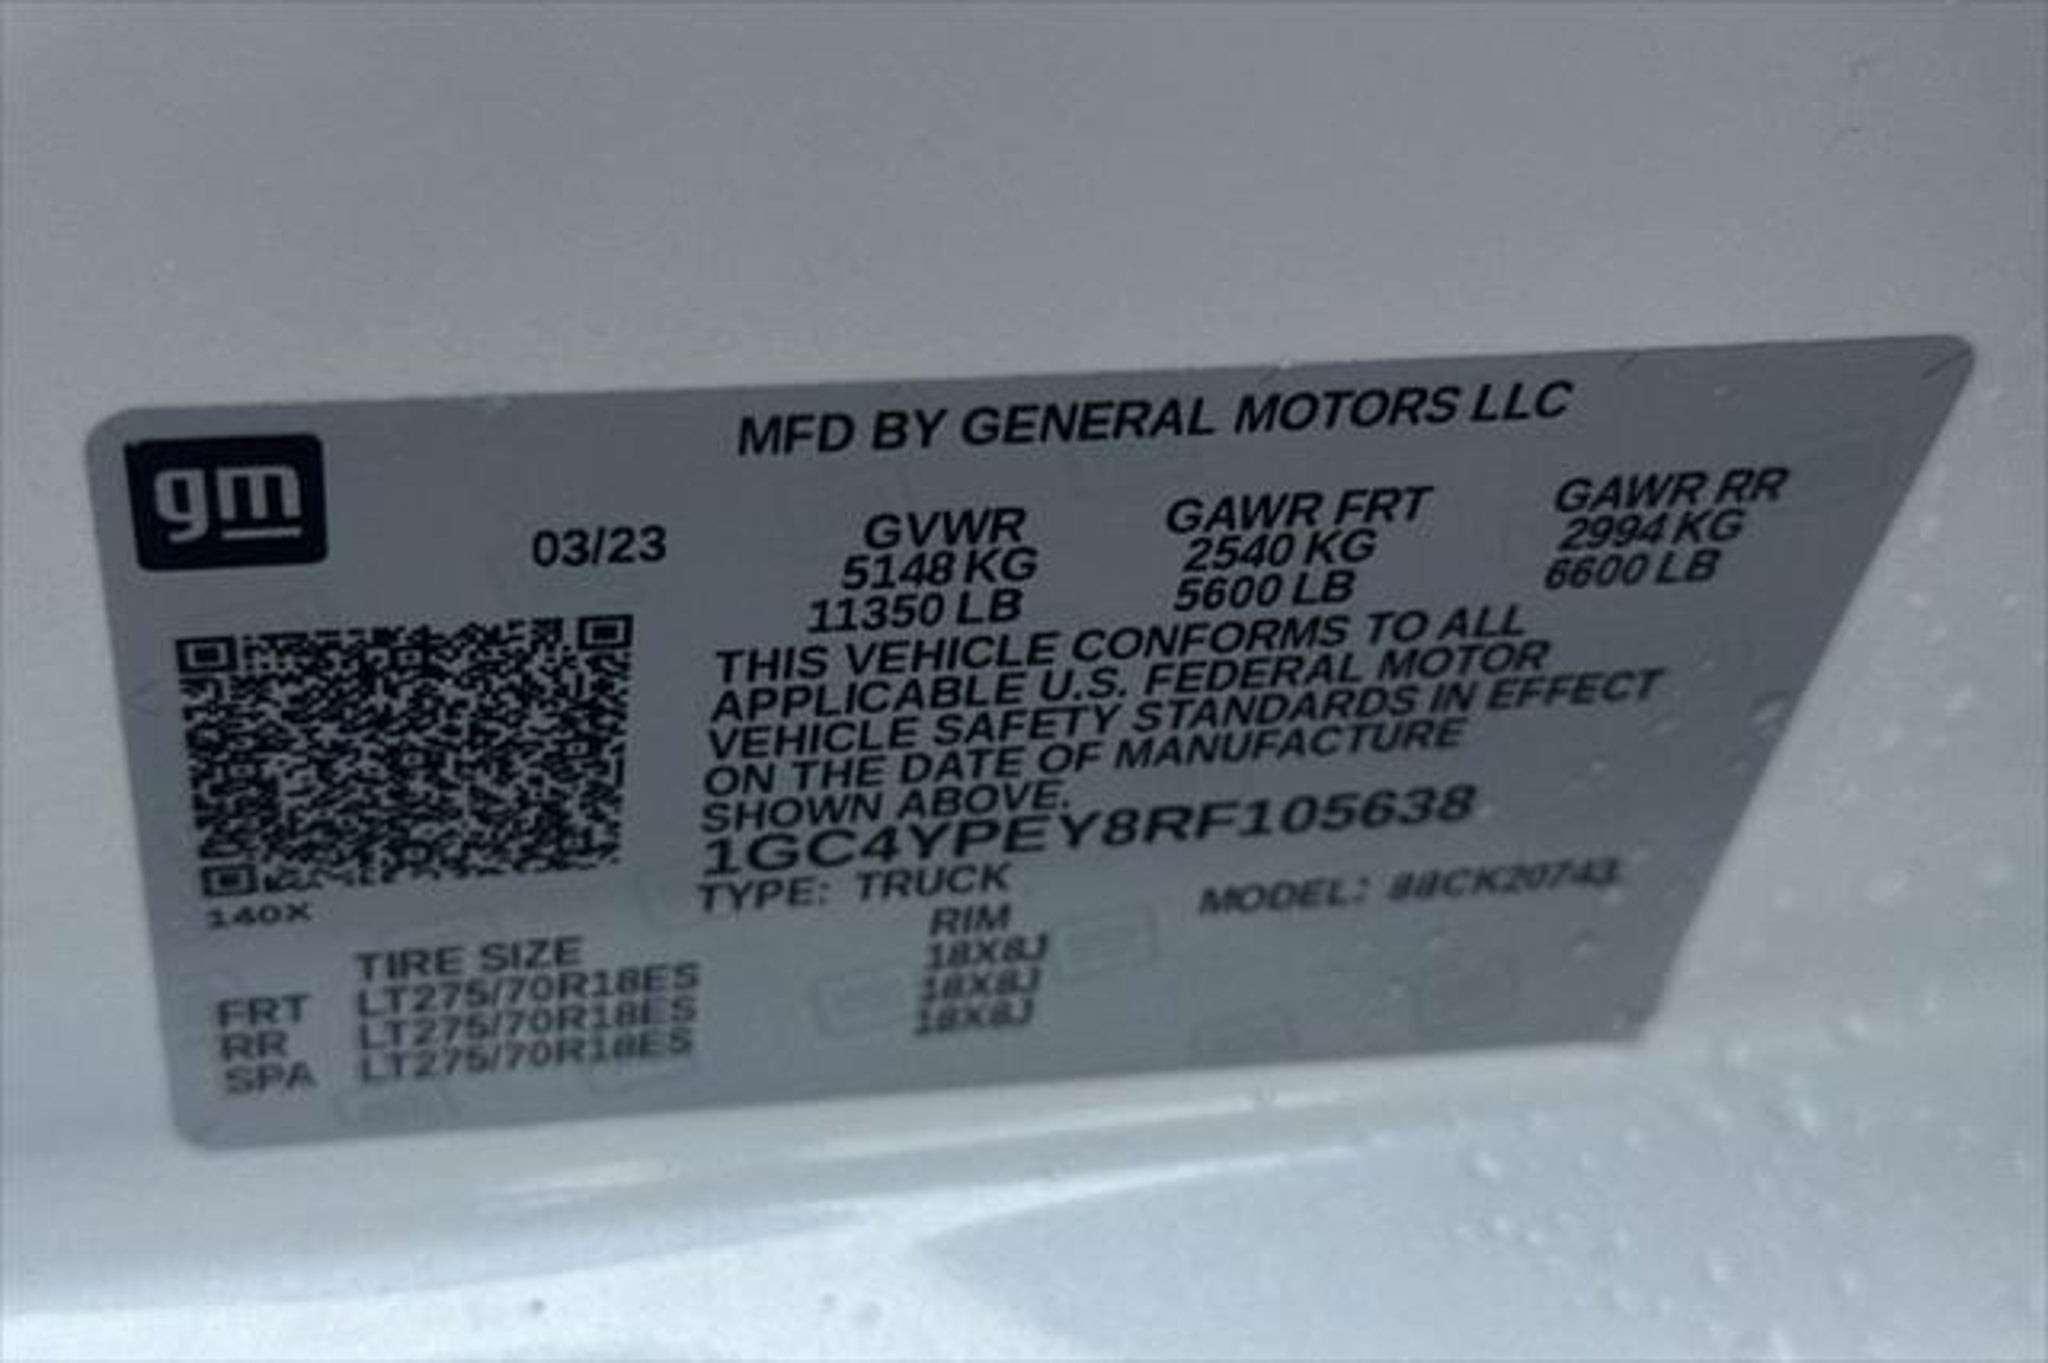 gm
MFD BY GENERAL MOTORS LLC
03/23
GVWR GAWR FRT GAWR RR
5148 KG 2540 KG 2994 KG
11350 LB 5600 LB 6600 LB
THIS VEHICLE CONFORMS TO ALL
APPLICABLE U.S. FEDERAL MOTOR
VEHICLE SAFETY STANDARDS IN EFFECT
ON THE DATE OF MANUFACTURE
SHOWN ABOVE.
1GC4YPEY8RF105638
140X
TYPE: TRUCK MODEL:
TIRE SIZE RIM
FRT LT275/70R18ES 18X8J
RR LT275/70R18ES 18X8J
SPA LT275/70R18ES 18X8J